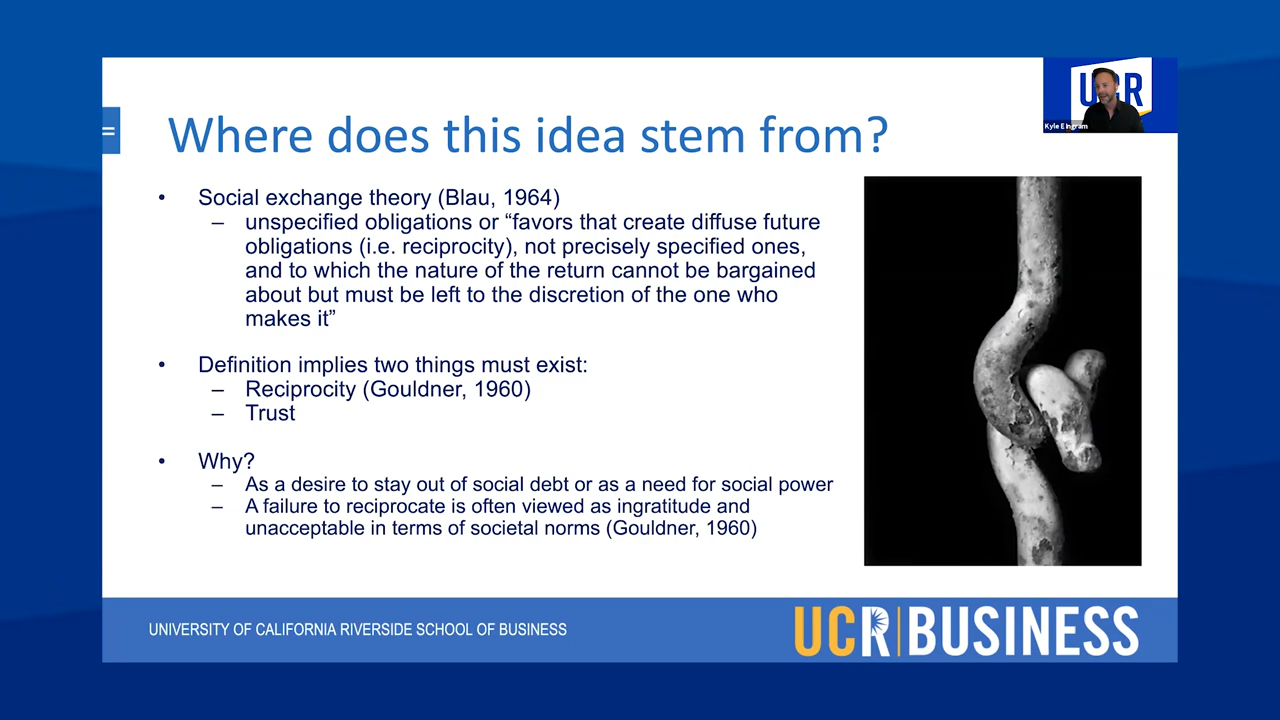 UCR
Kyle E Ingram
=
Where does this idea stem from?
• Social exchange theory (Blau, 1964)
– unspecified obligations or “favors that create diffuse future
obligations (i.e. reciprocity), not precisely specified ones,
and to which the nature of the return cannot be bargained
about but must be left to the discretion of the one who
makes it”
• Definition implies two things must exist:
– Reciprocity (Gouldner, 1960)
– Trust
• Why?
– As a desire to stay out of social debt or as a need for social power
– A failure to reciprocate is often viewed as ingratitude and
unacceptable in terms of societal norms (Gouldner, 1960)
UNIVERSITY OF CALIFORNIA RIVERSIDE SCHOOL OF BUSINESS
UCR BUSINESS